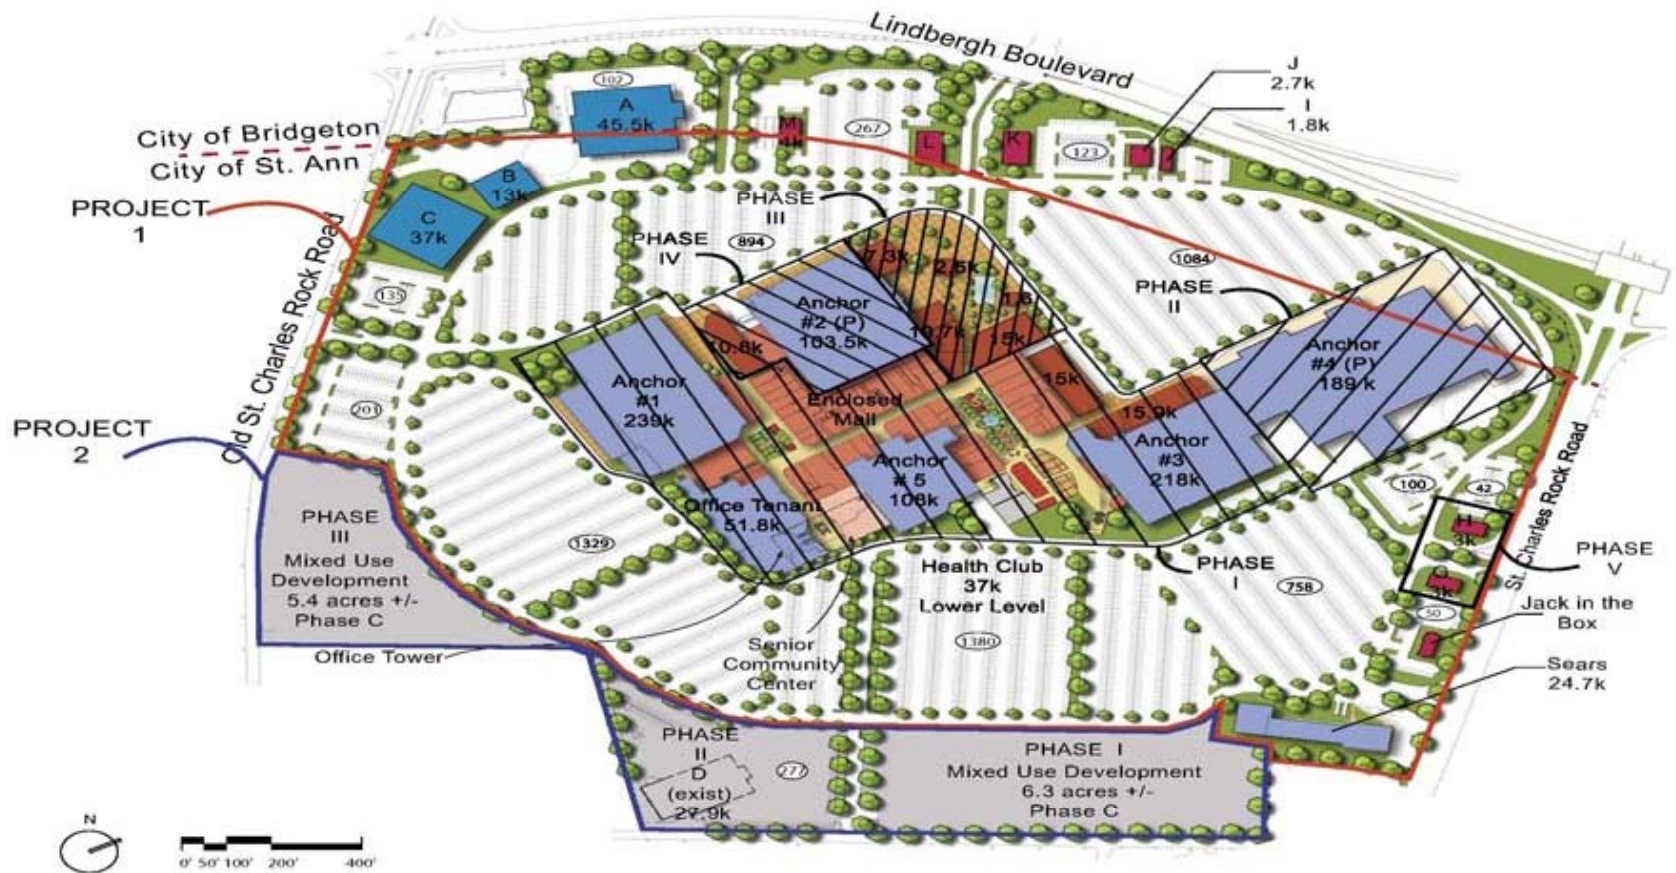 Lindbergh Boulevard
J
2.7k
I
1.8k
City of Bridgeton
City of St. Ann
PROJECT
1
Old St. Charles Rock Road
PROJECT
2
102
A
45.5k
M
4k
267
L
K
123
B
13k
C
37k
135
201
PHASE
III
PHASE
IV
894
7.3k
2.5k
1.6
10.7k
15k
1084
PHASE
II
Anchor
#2 (P)
103.5k
10.8k
Anchor
#1
239k
Enclosed
Mall
15k
15.9k
Anchor
#4 (P)
189 k
Anchor
#3
218k
Anchor
# 5
108k
Office Tenant
51.8k
100
42
H
3k
G
3k
50
PHASE
V
St. Charles Rock Road
Jack in the
Box
Sears
24.7k
PHASE
I
758
1329
Health Club
37k
Lower Level
1380
Senior
Community
Center
Office Tower
PHASE
III
Mixed Use
Development
5.4 acres +/-
Phase C
PHASE
II
D
(exist)
27.9k
277
PHASE I
Mixed Use Development
6.3 acres +/-
Phase C
N
0' 50' 100' 200' 400'